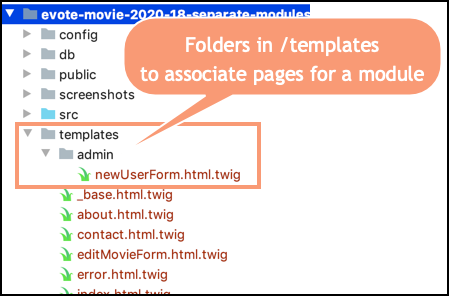 evote-movie-2020-18-separate-modules
config
db
public
screenshots
src
templates
admin
newUserForm.html.twig
_base.html.twig
about.html.twig
contact.html.twig
editMovieForm.html.twig
error.html.twig
index.html.twig
Folders in /templates
to associate pages for a module